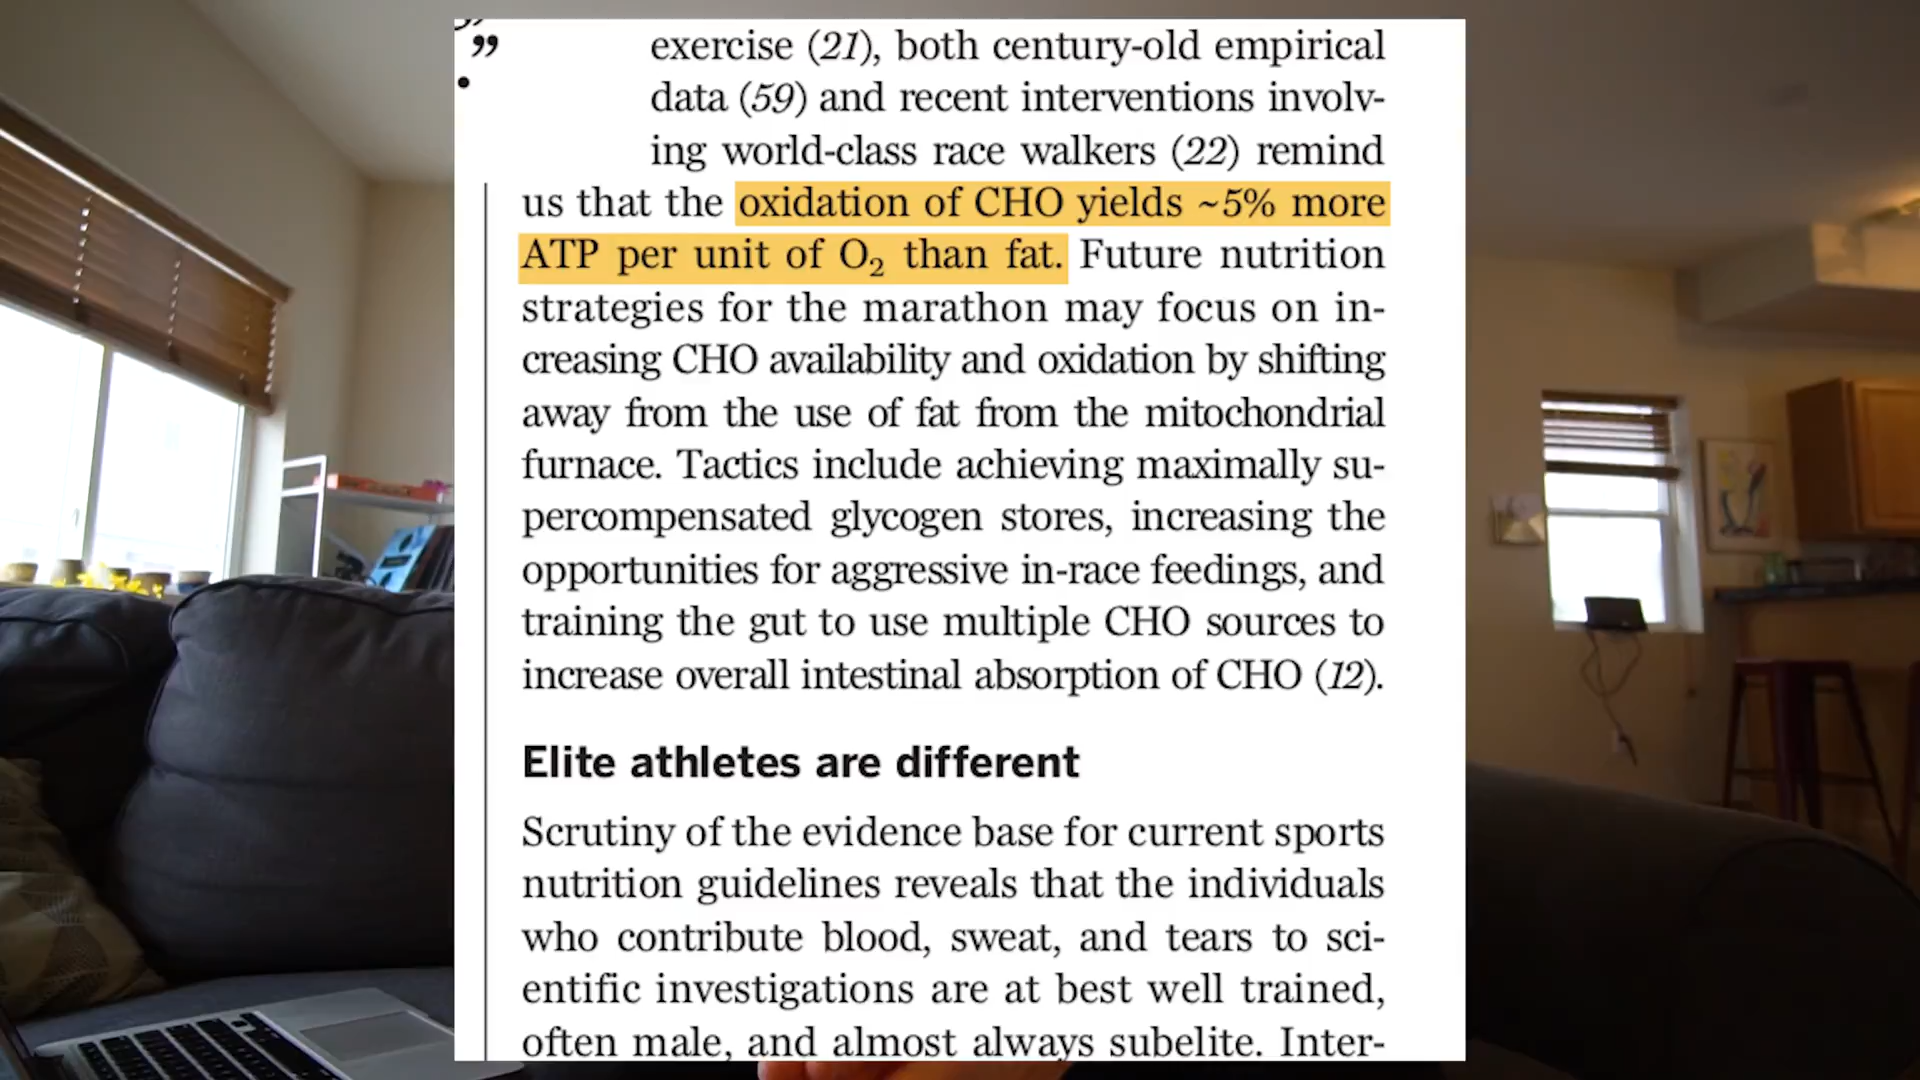 ”
exercise (21), both century-old empirical
data (59) and recent interventions involv-
ing world-class race walkers (22) remind
us that the oxidation of CHO yields ~5% more
ATP per unit of O₂ than fat. Future nutrition
strategies for the marathon may focus on in-
creasing CHO availability and oxidation by shifting
away from the use of fat from the mitochondrial
furnace. Tactics include achieving maximally su-
percompensated glycogen stores, increasing the
opportunities for aggressive in-race feedings, and
training the gut to use multiple CHO sources to
increase overall intestinal absorption of CHO (12).
Elite athletes are different
Scrutiny of the evidence base for current sports
nutrition guidelines reveals that the individuals
who contribute blood, sweat, and tears to sci-
entific investigations are at best well trained,
often male, and almost always subelite. Inter-